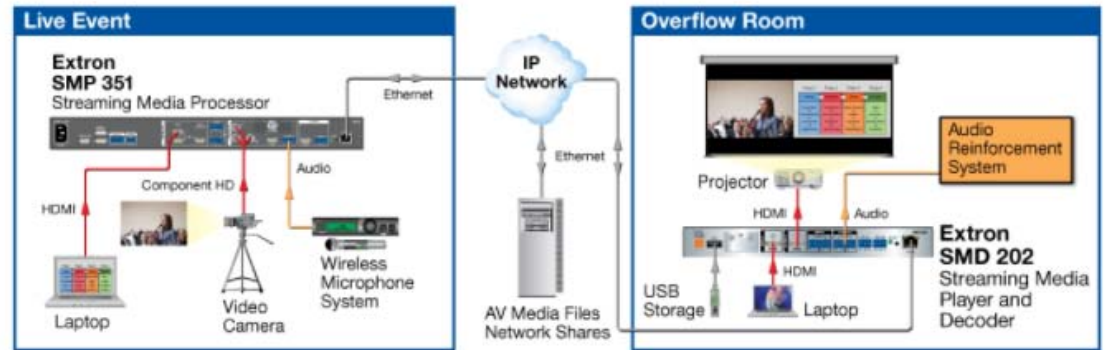 Live Event
Extron
SMP 351
Streaming Media Processor
Ethernet
HDMI
Component HD
Audio
Laptop
Video
Camera
Wireless
Microphone
System
IP
Network
Ethernet
AV Media Files
Network Shares
Overflow Room
Projector
HDMI
Audio
Audio
Reinforcement
System
USB
Storage
HDMI
Laptop
Extron
SMD 202
Streaming Media
Player and
Decoder